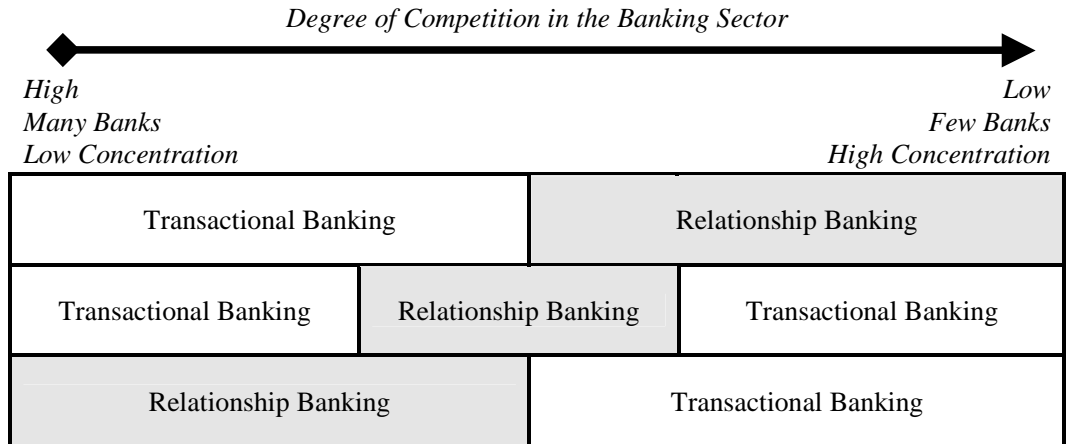 Degree of Competition in the Banking Sector
High Low
Many Banks Few Banks
Low Concentration High Concentration
Transactional Banking Relationship Banking
Transactional Banking Relationship Banking Transactional Banking
Relationship Banking Transactional Banking